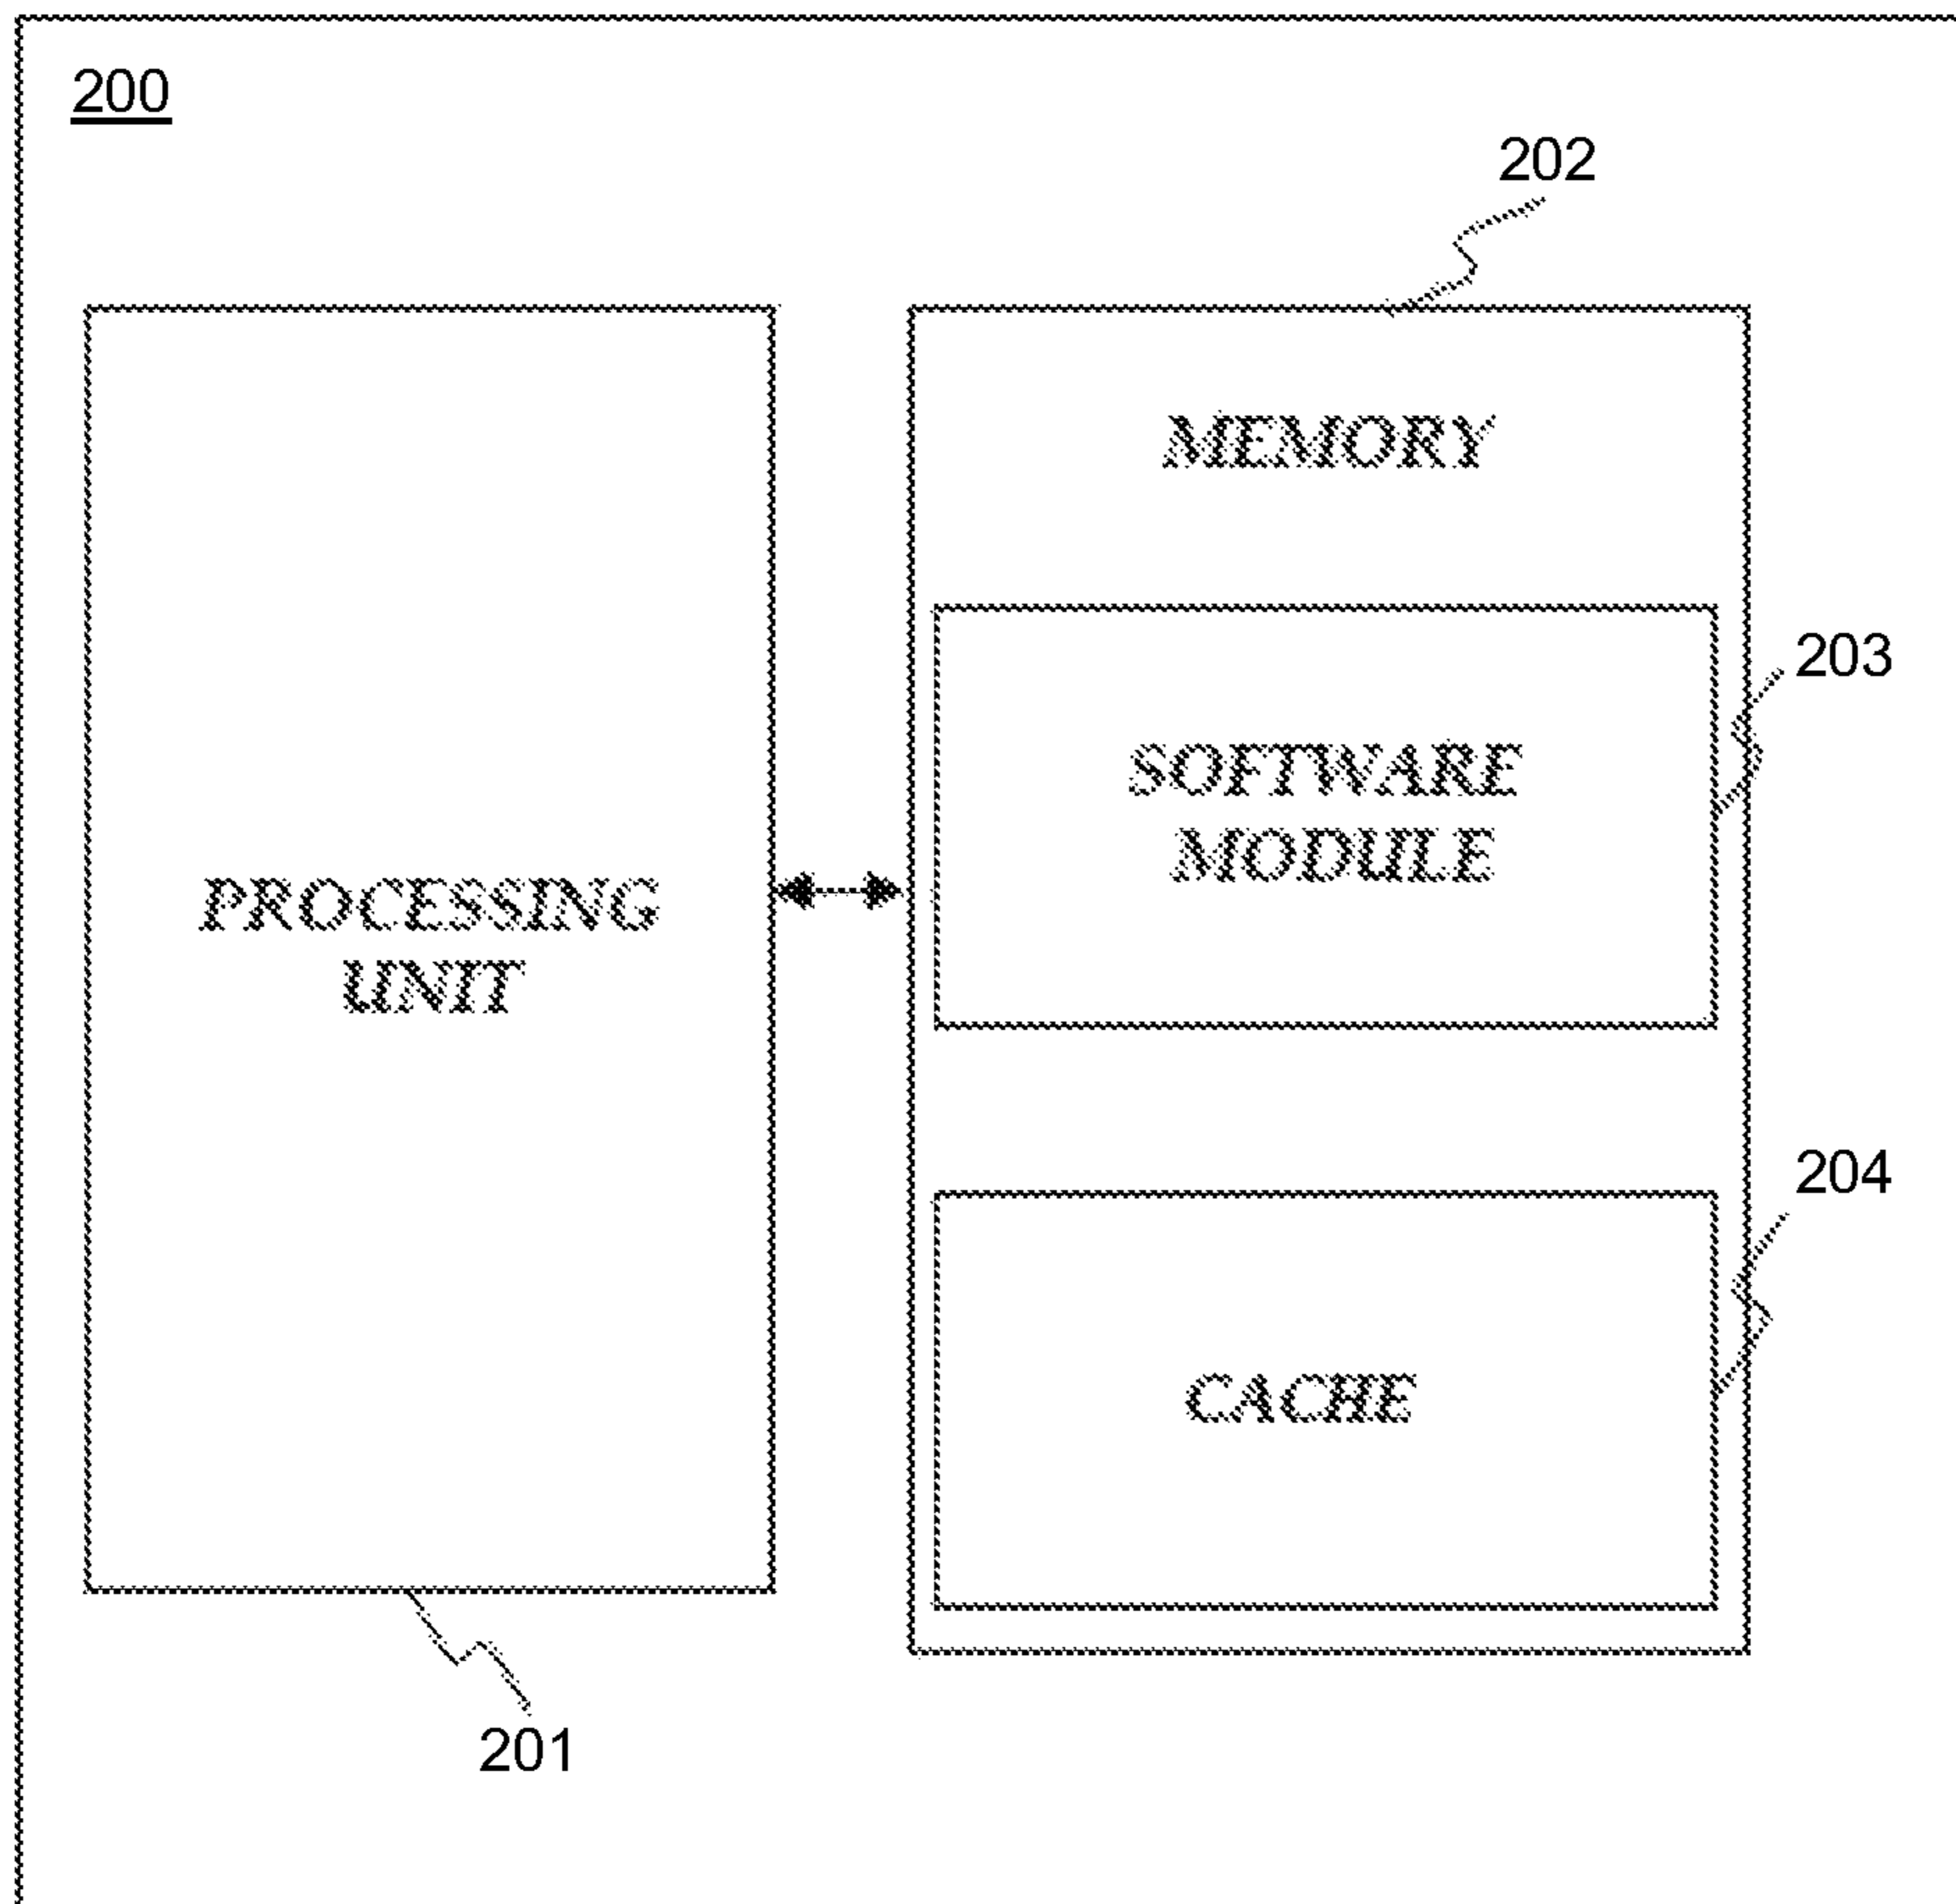 200
202
MEMORY
203
SOFTWARE
MODULE
PROCESSING
UNIT
204
CACHE
201